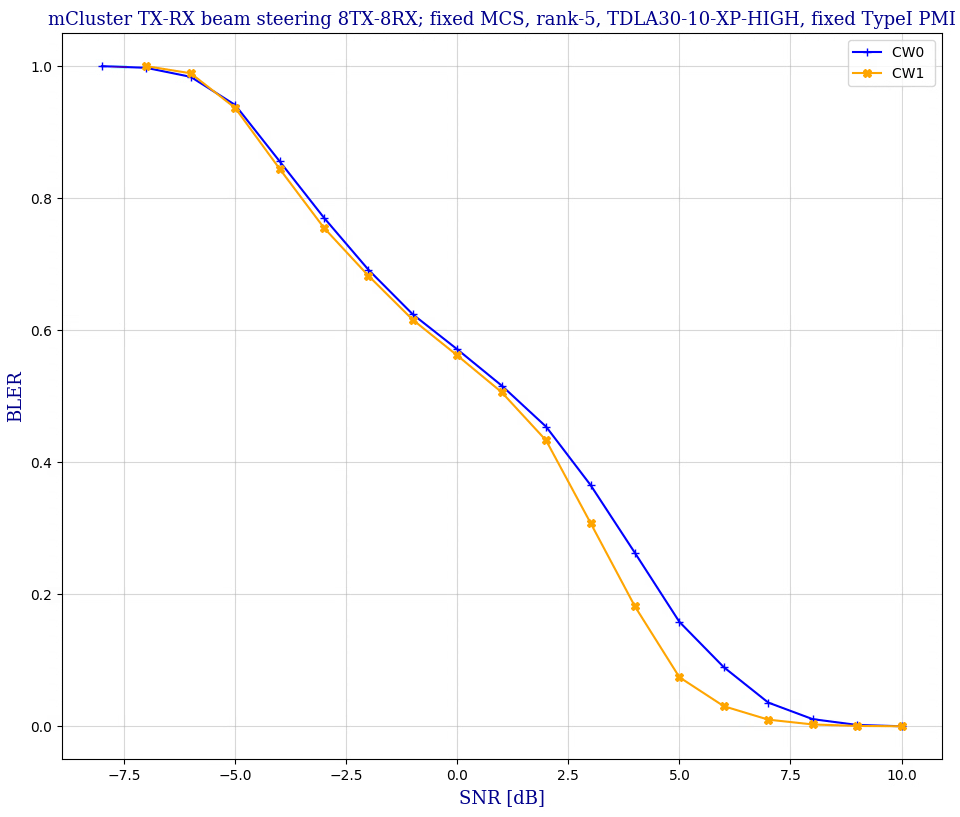 mCluster TX-RX beam steering 8TX-8RX; fixed MCS, rank-5, TDLA30-10-XP-HIGH, fixed TypeI PMI
CW0
CW1
1.0
0.8
0.6
0.4
0.2
0.0
BLER
−7.5 −5.0 −2.5 0.0 2.5 5.0 7.5 10.0
SNR [dB]